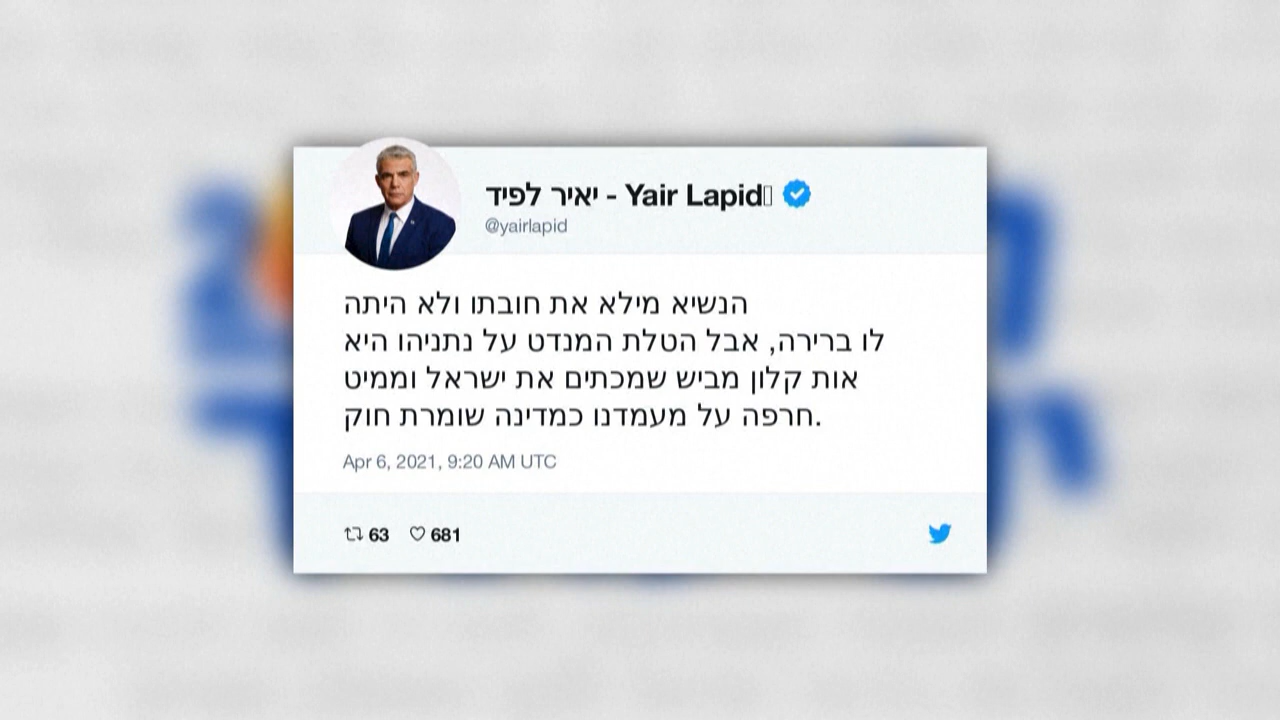 יאיר לפיד - Yair Lapid
@yairlapid
הנשיא מילא את חובתו ולא היתה
לו ברירה, אבל הטלת המנדט על נתניהו היא
אות קלון מביש שמכתים את ישראל וממיט
חרפה על מעמדנו כמדינה שומרת חוק.
Apr 6, 2021, 9:20 AM UTC
63 681